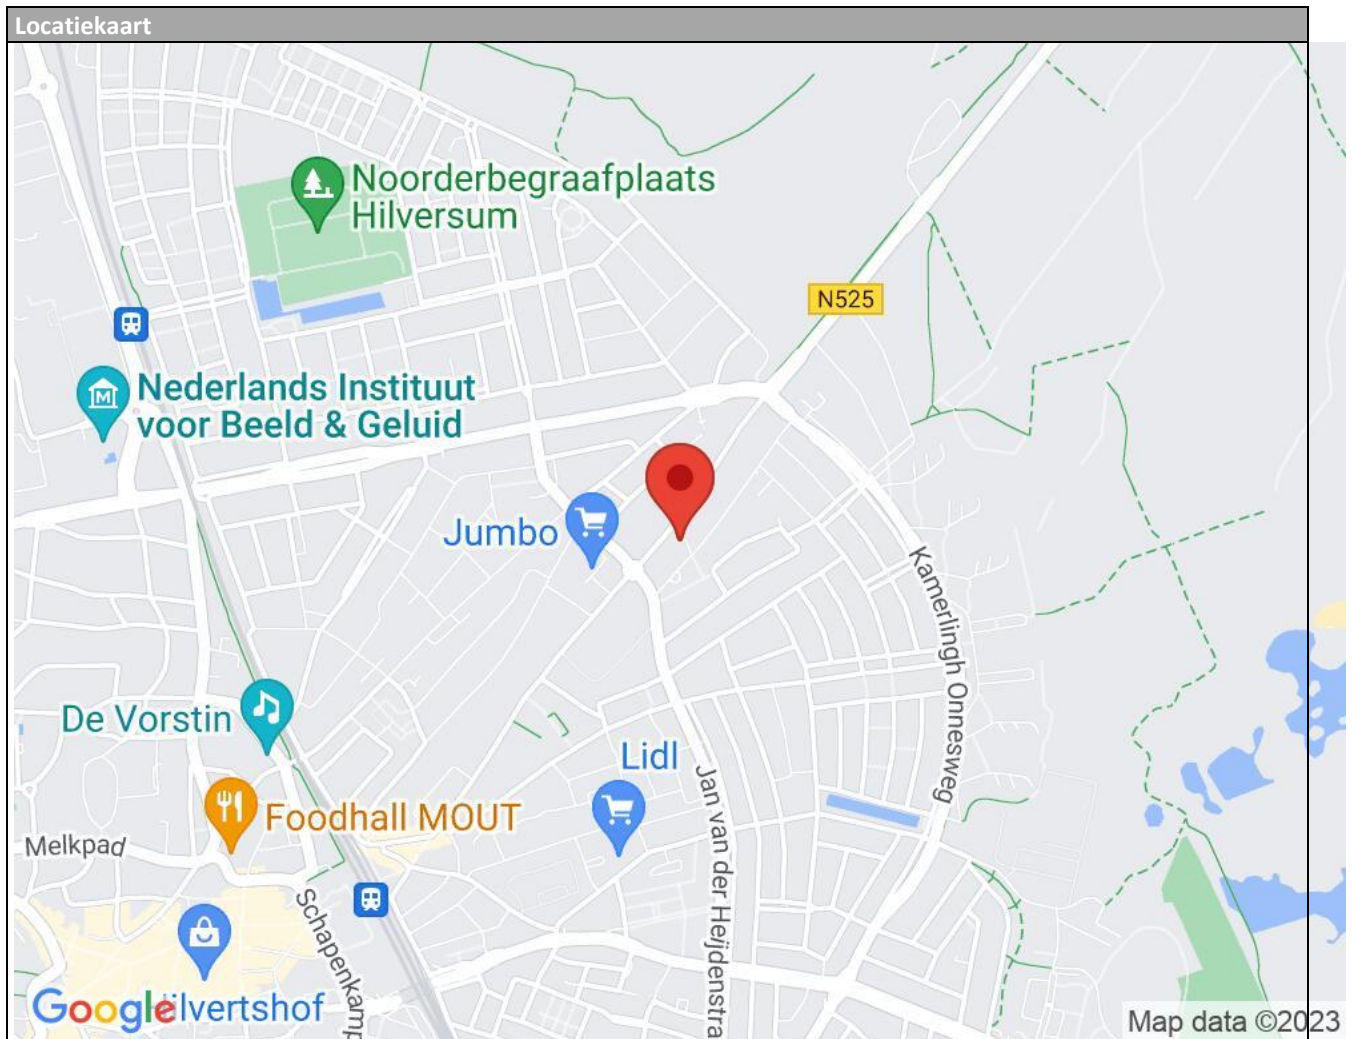 Locatiekaart
Noorderbegraafplaats
Hilversum
N525
Nederlands Instituut
voor Beeld & Geluid
Jumbo
Kamerlingh Onnesweg
De Vorstin
Lidl
Jan van der Heijdenstra
Foodhall MOUT
Melkpad
Schapenkamp
Google
ilvertshof
Map data ©2023